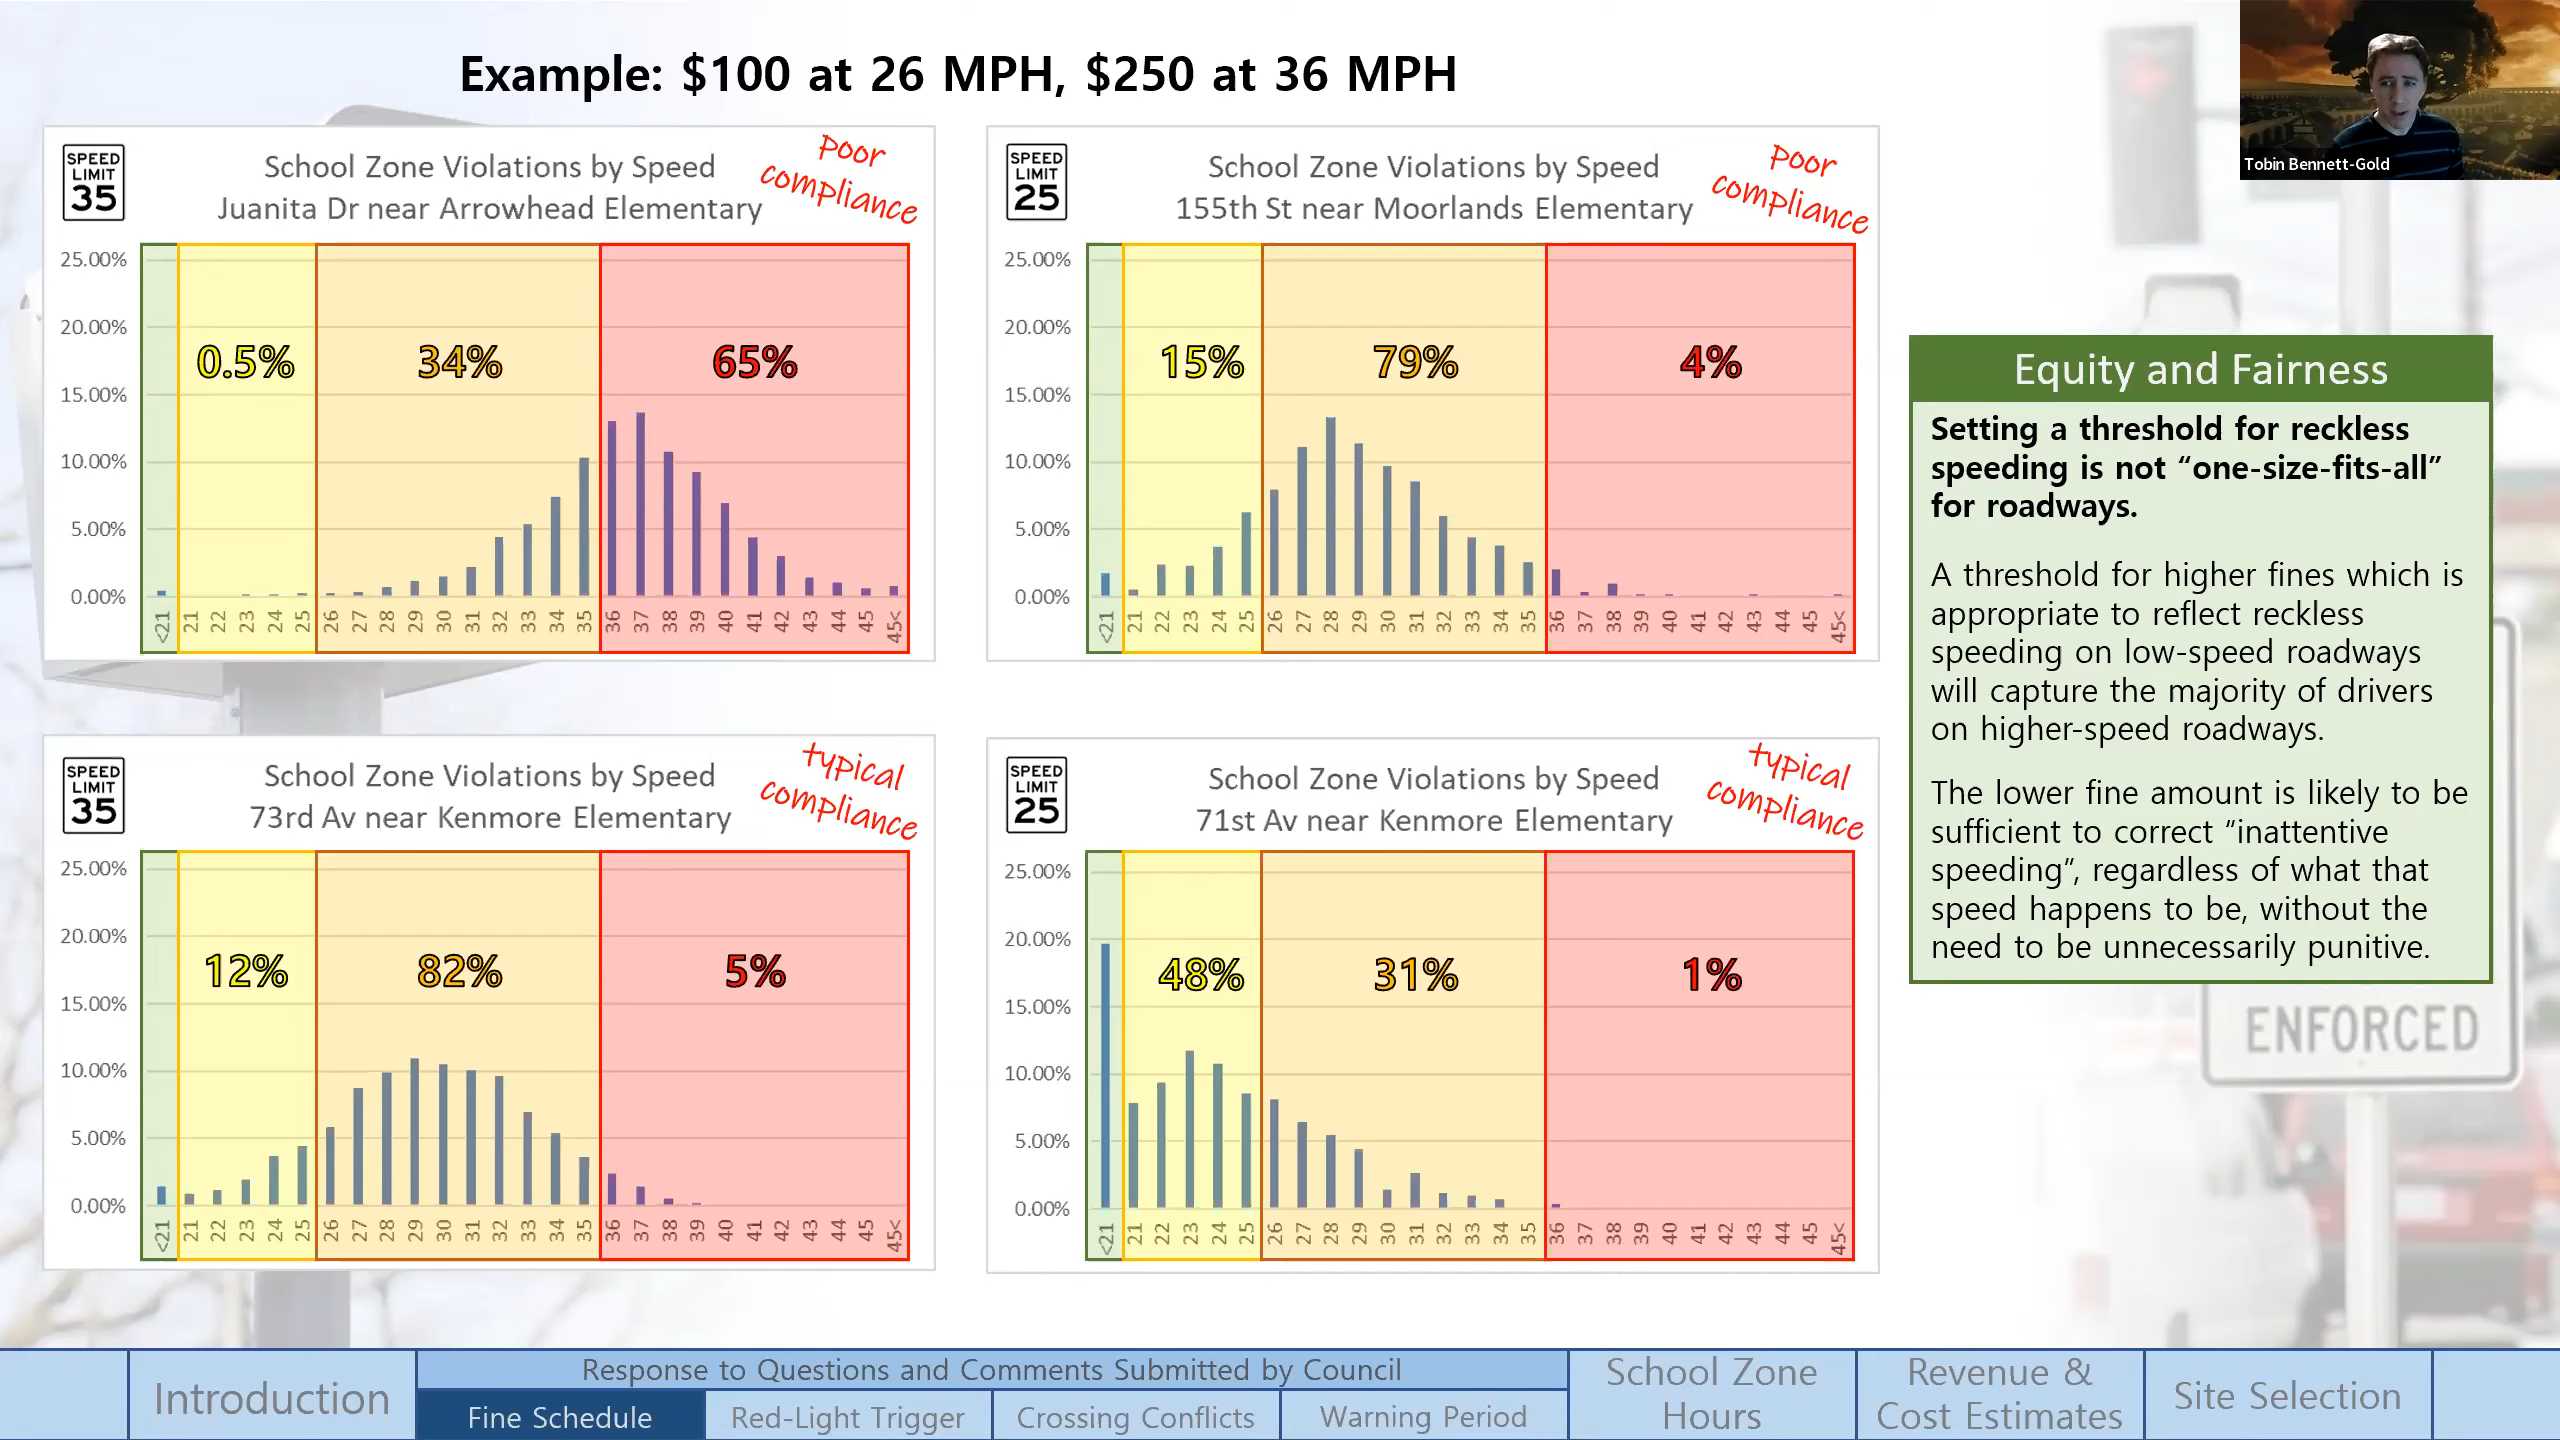 Example: $100 at 26 MPH, $250 at 36 MPH
Tobin Bennett-Gold
SPEED
LIMIT
35
School Zone Violations by Speed
Juanita Dr near Arrowhead Elementary
Poor
compliance
25.00%
20.00%
15.00%
10.00%
5.00%
0.00%
0.5%
34%
65%
<21 21 22 23 24 25 26 27 28 29 30 31 32 33 34 35 36 37 38 39 40 41 42 43 44 45 45<
SPEED
LIMIT
25
School Zone Violations by Speed
155th St near Moorlands Elementary
Poor
compliance
25.00%
20.00%
15.00%
10.00%
5.00%
0.00%
15%
79%
4%
<21 21 22 23 24 25 26 27 28 29 30 31 32 33 34 35 36 37 38 39 40 41 42 43 44 45 45<
SPEED
LIMIT
35
School Zone Violations by Speed
73rd Av near Kenmore Elementary
typical
compliance
25.00%
20.00%
15.00%
10.00%
5.00%
0.00%
12%
82%
5%
<21 21 22 23 24 25 26 27 28 29 30 31 32 33 34 35 36 37 38 39 40 41 42 43 44 45 45<
SPEED
LIMIT
25
School Zone Violations by Speed
71st Av near Kenmore Elementary
typical
compliance
25.00%
20.00%
15.00%
10.00%
5.00%
0.00%
48%
31%
1%
<21 21 22 23 24 25 26 27 28 29 30 31 32 33 34 35 36 37 38 39 40 41 42 43 44 45 45<
Equity and Fairness
Setting a threshold for reckless
speeding is not “one-size-fits-all”
for roadways.
A threshold for higher fines which is
appropriate to reflect reckless
speeding on low-speed roadways
will capture the majority of drivers
on higher-speed roadways.
The lower fine amount is likely to be
sufficient to correct “inattentive
speeding”, regardless of what that
speed happens to be, without the
need to be unnecessarily punitive.
ENFORCED
Introduction
Response to Questions and Comments Submitted by Council
Fine Schedule
Red-Light Trigger
Crossing Conflicts
Warning Period
School Zone
Hours
Revenue &
Cost Estimates
Site Selection